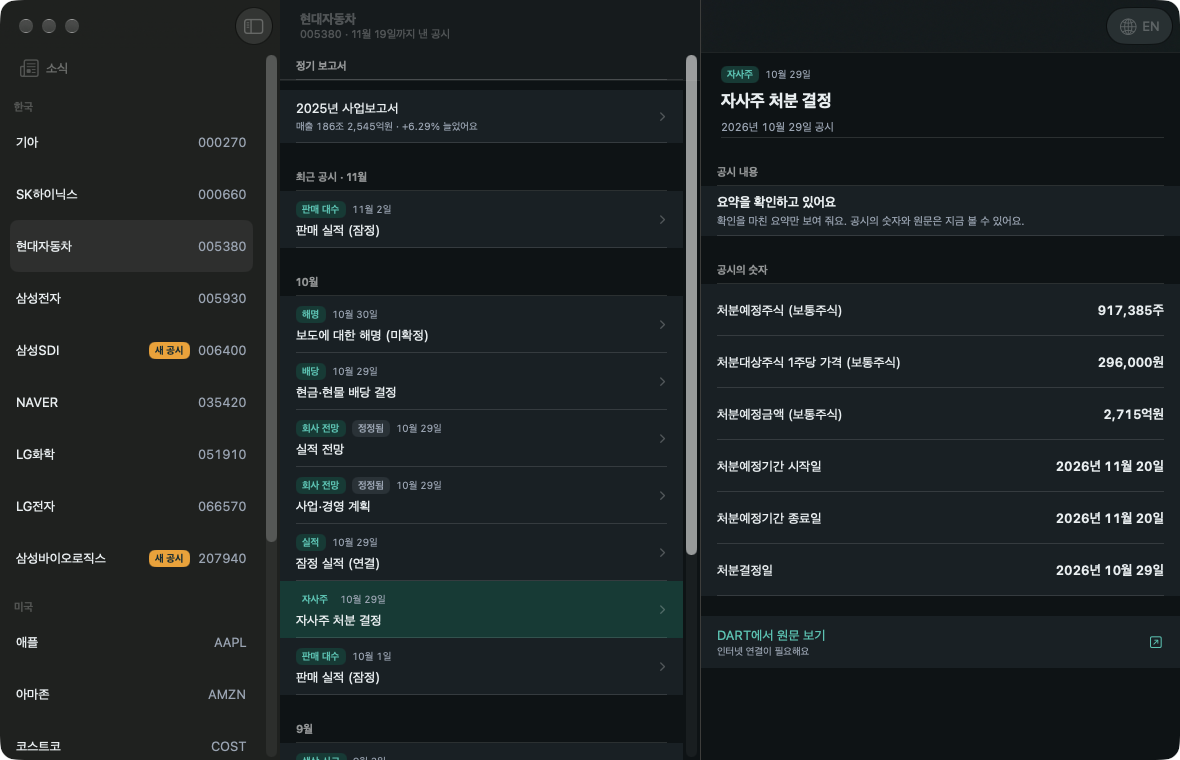 소식
한국
기아 000270
SK하이닉스 000660
현대자동차 005380
삼성전자 005930
삼성SDI 새 공시 006400
NAVER 035420
LG화학 051910
LG전자 066570
삼성바이오로직스 새 공시 207940
미국
애플 AAPL
아마존 AMZN
코스트코 COST
현대자동차
005380 · 11월 19일까지 낸 공시
정기 보고서
2025년 사업보고서
매출 186조 2,545억원 · +6.29% 늘었어요
최근 공시 · 11월
판매 대수 11월 2일
판매 실적 (잠정)
10월
해명 10월 30일
보도에 대한 해명 (미확정)
배당 10월 29일
현금·현물 배당 결정
회사 전망 정정됨 10월 29일
실적 전망
회사 전망 정정됨 10월 29일
사업·경영 계획
실적 10월 29일
잠정 실적 (연결)
자사주 10월 29일
자사주 처분 결정
판매 대수 10월 1일
판매 실적 (잠정)
9월
EN
자사주 10월 29일
자사주 처분 결정
2026년 10월 29일 공시
공시 내용
요약을 확인하고 있어요
확인을 마친 요약만 보여 줘요. 공시의 숫자와 원문은 지금 볼 수 있어요.
공시의 숫자
처분예정주식 (보통주식) 917,385주
처분대상주식 1주당 가격 (보통주식) 296,000원
처분예정금액 (보통주식) 2,715억원
처분예정기간 시작일 2026년 11월 20일
처분예정기간 종료일 2026년 11월 20일
처분결정일 2026년 10월 29일
DART에서 원문 보기
인터넷 연결이 필요해요